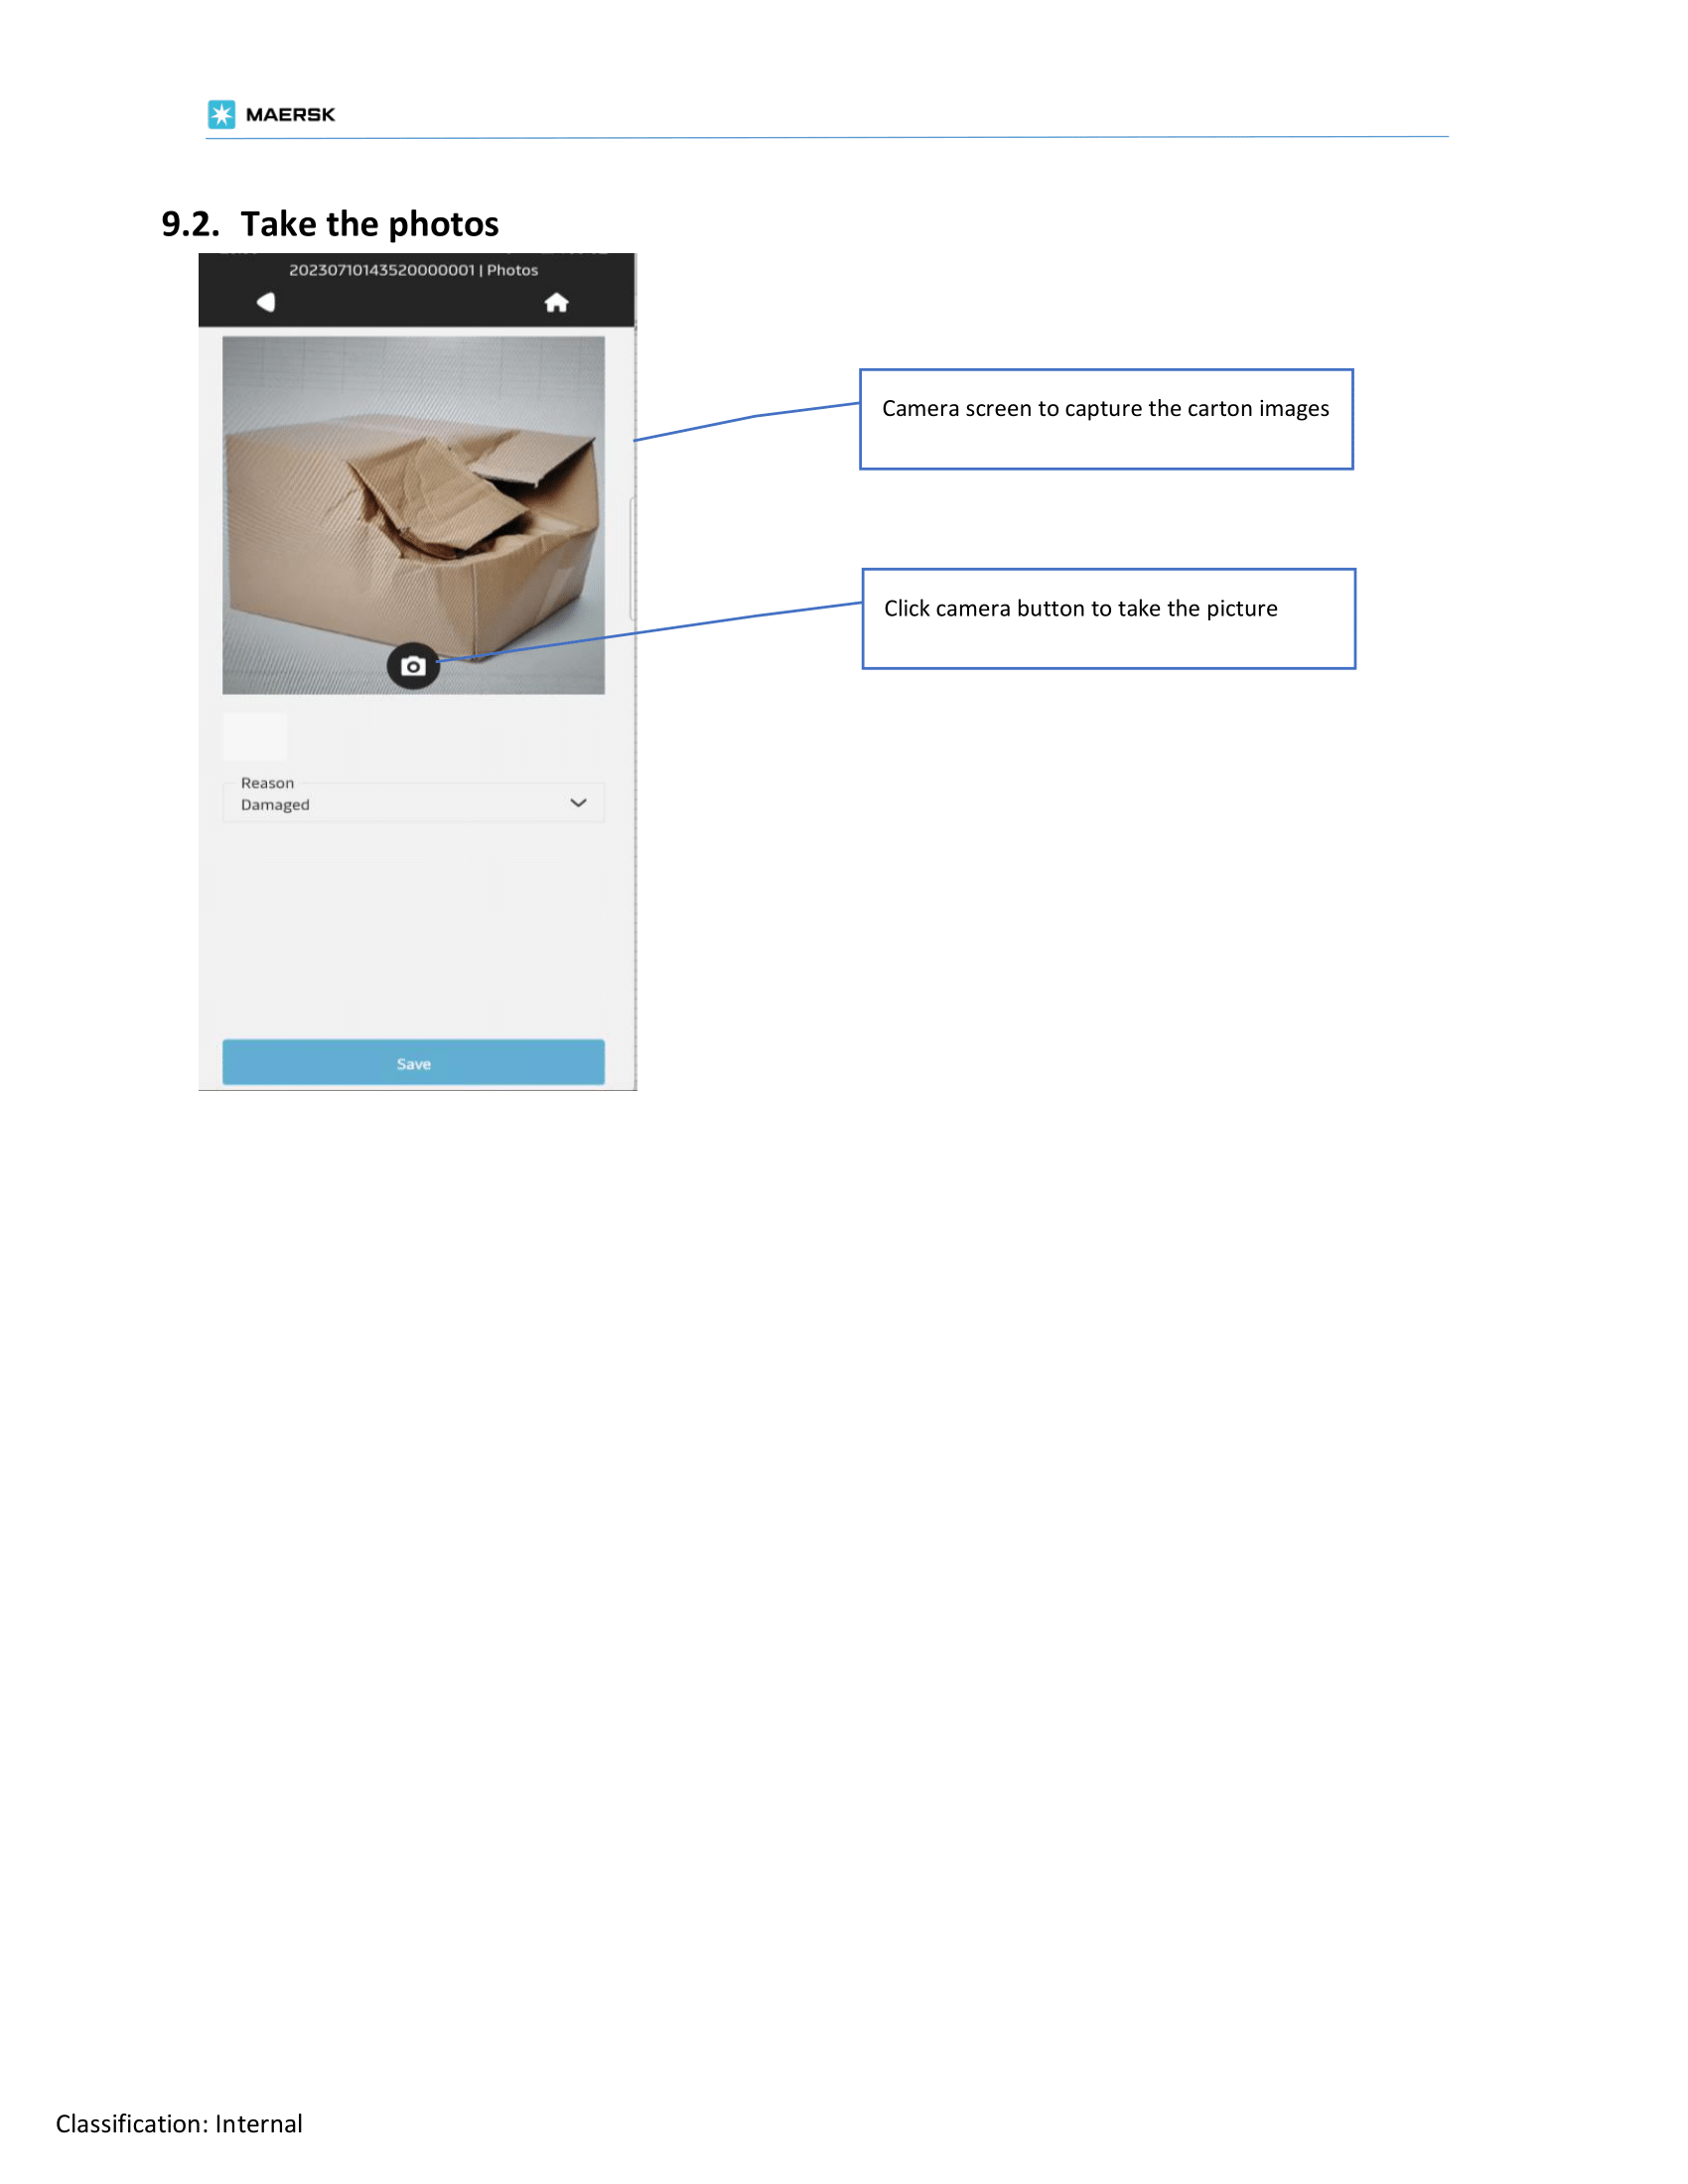 MAERSK
9.2. Take the photos
20230710143520000001 | Photos
Camera screen to capture the carton images
Click camera button to take the picture
Reason
Damaged
Save
Classification: Internal